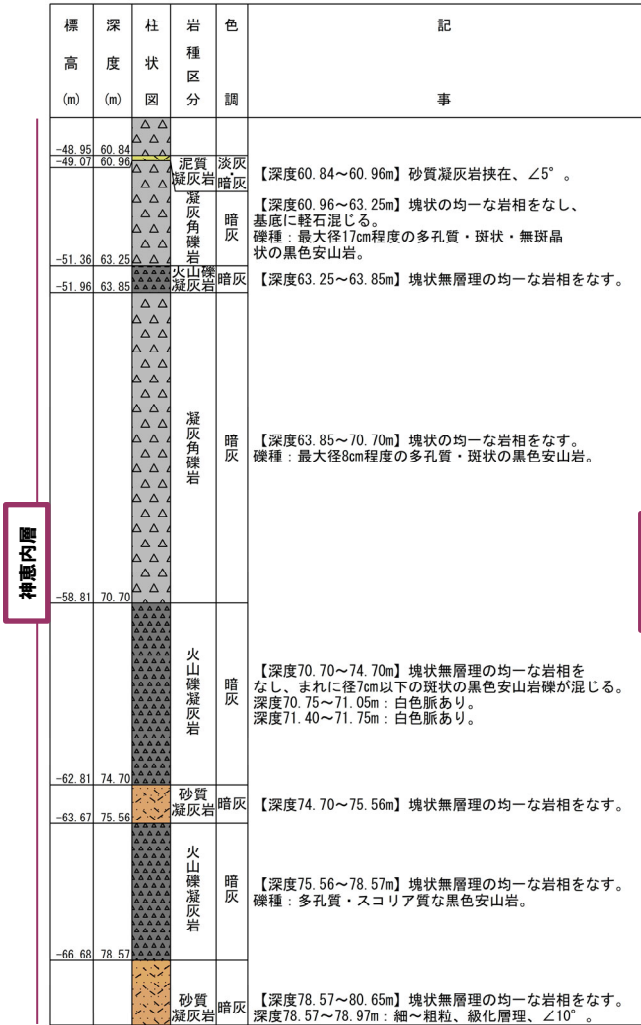 標高(m)
深度(m)
柱状図
岩種区分
色調
記事
-48.95 60.84
-49.07 60.96
泥質凝灰岩
淡灰・暗灰
【深度60.84～60.96m】砂質凝灰岩挟在、∠5°。
凝灰角礫岩
暗灰
【深度60.96～63.25m】塊状の均一な岩相をなし、
基底に軽石混じる。
礫種：最大径17cm程度の多孔質・斑状・無斑晶
状の黒色安山岩。
-51.36 63.25
火山礫凝灰岩
暗灰
【深度63.25～63.85m】塊状無層理の均一な岩相をなす。
-51.96 63.85
凝灰角礫岩
暗灰
【深度63.85～70.70m】塊状の均一な岩相をなす。
礫種：最大径8cm程度の多孔質・斑状の黒色安山岩。
神恵内層
-58.81 70.70
火山礫凝灰岩
暗灰
【深度70.70～74.70m】塊状無層理の均一な岩相を
なし、まれに径7cm以下の斑状の黒色安山岩礫が混じる。
深度70.75～71.05m：白色脈あり。
深度71.40～71.75m：白色脈あり。
-62.81 74.70
砂質凝灰岩
暗灰
【深度74.70～75.56m】塊状無層理の均一な岩相をなす。
-63.67 75.56
火山礫凝灰岩
暗灰
【深度75.56～78.57m】塊状無層理の均一な岩相をなす。
礫種：多孔質・スコリア質な黒色安山岩。
-66.68 78.57
砂質凝灰岩
暗灰
【深度78.57～80.65m】塊状無層理の均一な岩相をなす。
深度78.57～78.97m：細～粗粒、級化層理、∠10°。